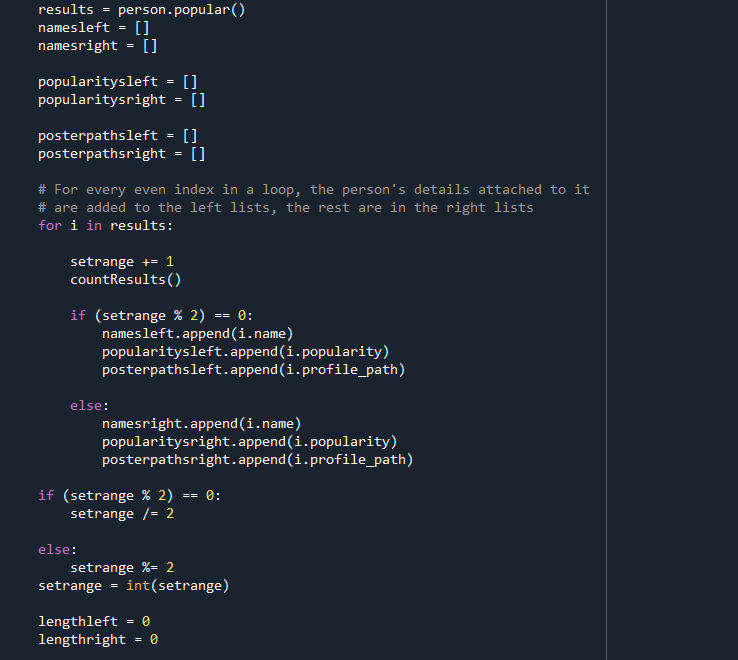 results = person.popular()
namesleft = []
namesright = []
popularitysleft = []
popularitysright = []
posterpathsleft = []
posterpathsright = []
# For every even index in a loop, the person's details attached to it
# are added to the left lists, the rest are in the right lists
for i in results:
setrange += 1
countResults()
if (setrange % 2) == 0:
namesleft.append(i.name)
popularitysleft.append(i.popularity)
posterpathsleft.append(i.profile_path)
else:
namesright.append(i.name)
popularitysright.append(i.popularity)
posterpathsright.append(i.profile_path)
if (setrange % 2) == 0:
setrange /= 2
else:
setrange %= 2
setrange = int(setrange)
lengthleft = 0
lengthright = 0